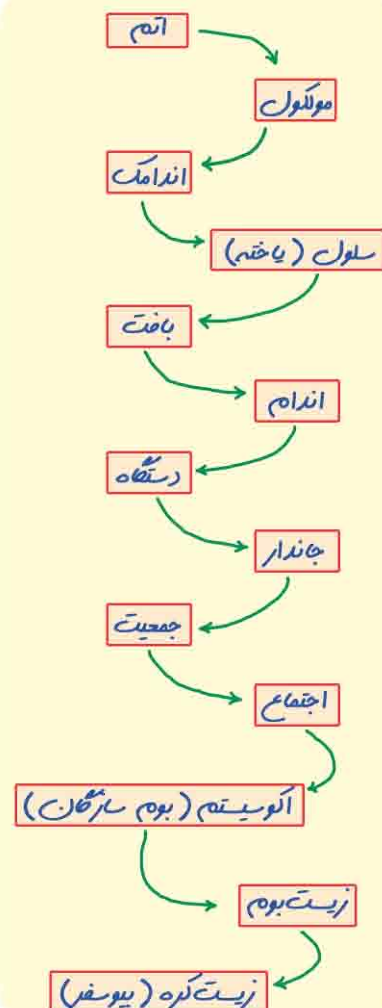 اتم
مولکول
اندامک
سلول (یاخته)
بافت
اندام
دستگاه
جاندار
جمعیت
اجتماع
اکوسیستم (بوم سازگان)
زیست‌بوم
زیست کره (بیوسفر)